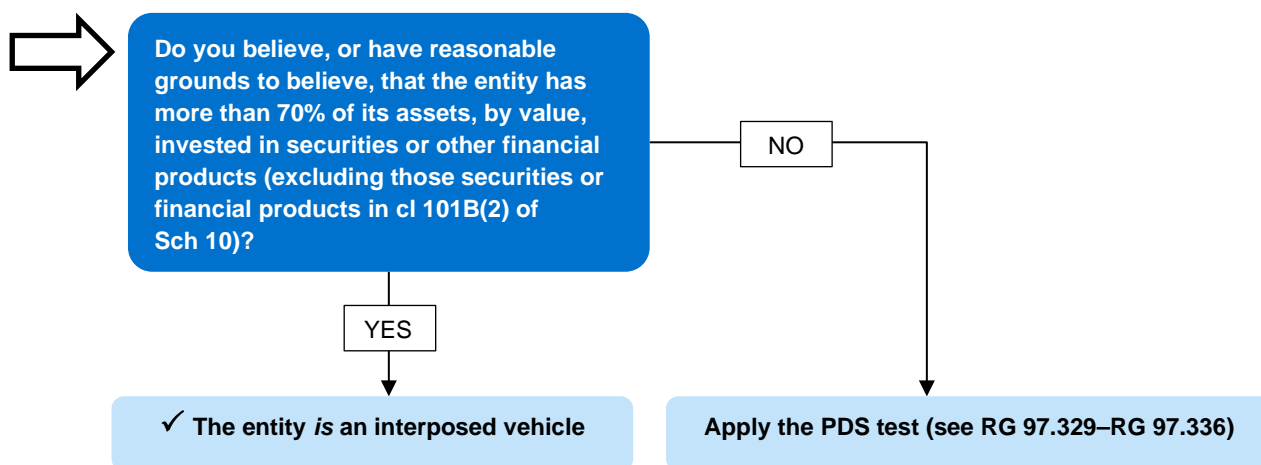 Do you believe, or have reasonable
grounds to believe, that the entity has
more than 70% of its assets, by value,
invested in securities or other financial
products (excluding those securities or
financial products in cl 101B(2) of
Sch 10)?
NO
YES
✓ The entity is an interposed vehicle
Apply the PDS test (see RG 97.329–RG 97.336)